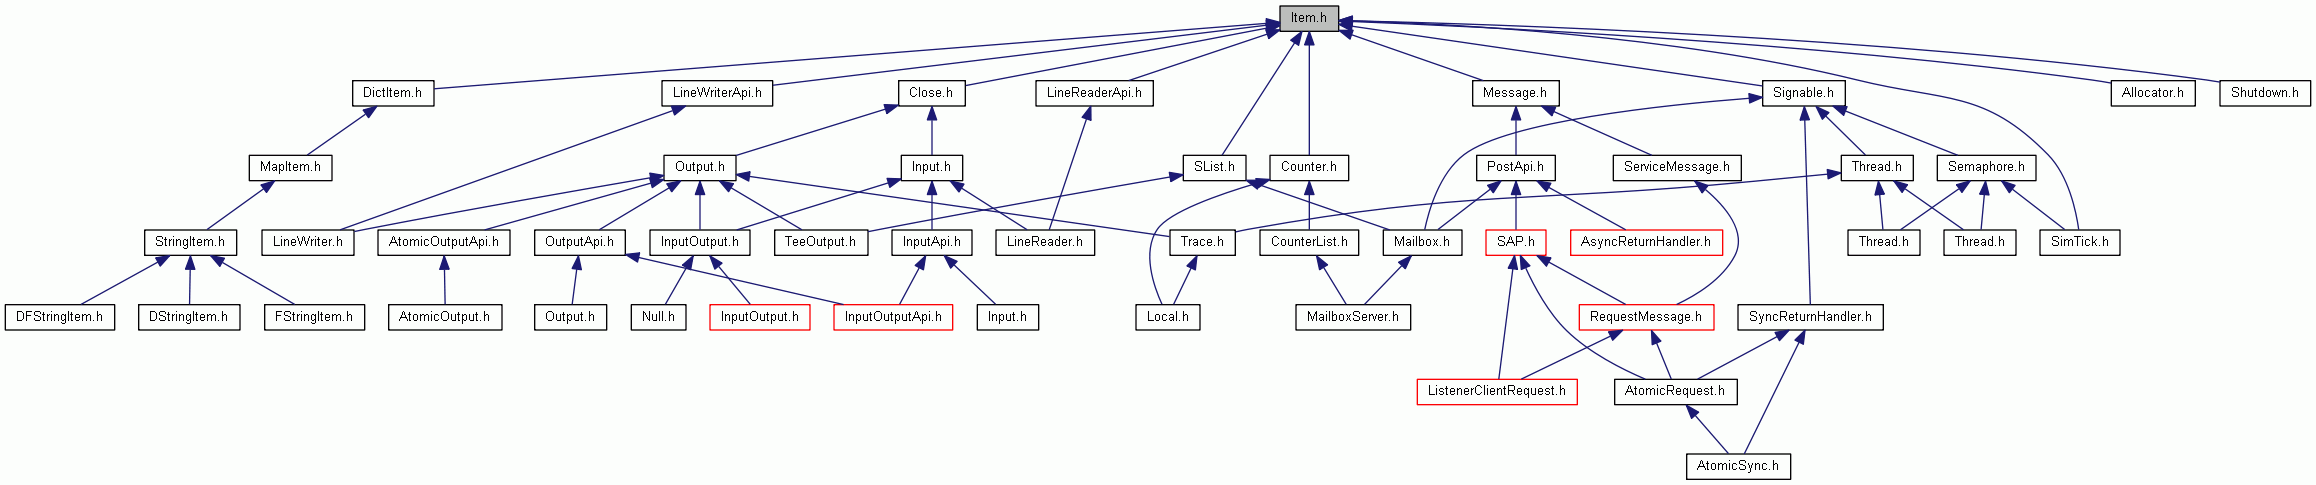 Item.h
DictItem.h
LineWriterApi.h
Close.h
LineReaderApi.h
Message.h
Signable.h
Allocator.h
Shutdown.h
MapItem.h
Output.h
Input.h
SList.h
Counter.h
PostApi.h
ServiceMessage.h
Thread.h
Semaphore.h
StringItem.h
LineWriter.h
AtomicOutputApi.h
OutputApi.h
InputOutput.h
TeeOutput.h
InputApi.h
LineReader.h
Trace.h
CounterList.h
Mailbox.h
SAP.h
AsyncReturnHandler.h
Thread.h
Thread.h
SimTick.h
DFStringItem.h
DStringItem.h
FStringItem.h
AtomicOutput.h
Output.h
Null.h
InputOutput.h
InputOutputApi.h
Input.h
Local.h
MailboxServer.h
RequestMessage.h
SyncReturnHandler.h
ListenerClientRequest.h
AtomicRequest.h
AtomicSync.h